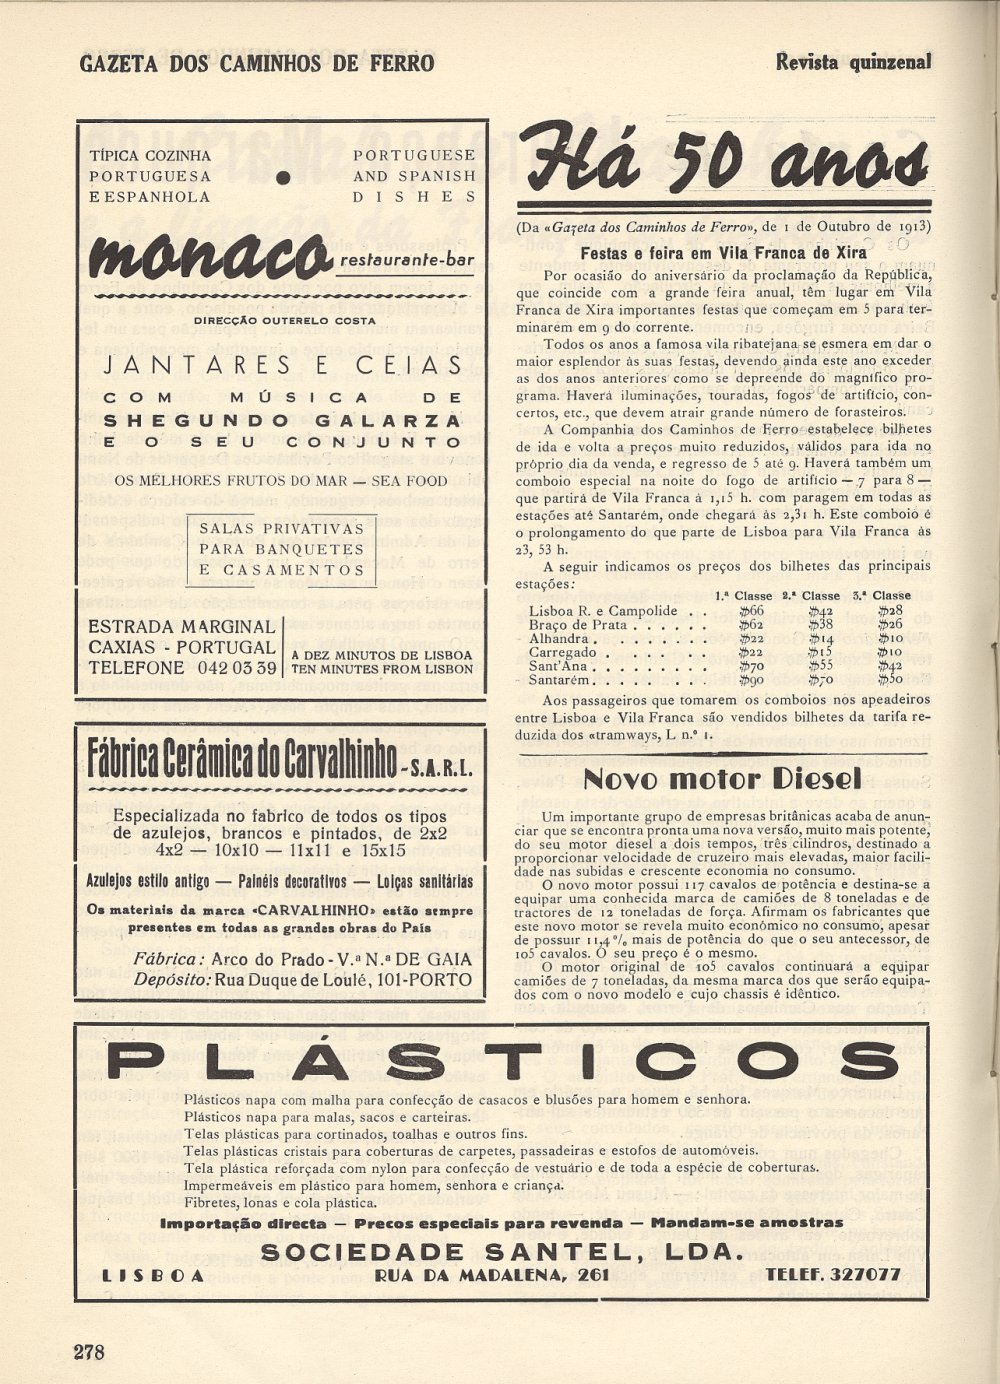 GAZETA DOS CAMINHOS DE FERRO
Revista quinzenal
TÍPICA COZINHA
PORTUGUESA
E ESPANHOLA
PORTUGUESE
AND SPANISH
DISHES
monaco restaurante-bar
DIRECÇÃO OUTERELO COSTA
JANTARES E CEIAS
COM MÚSICA DE
SHEGUNDO GALARZA
E O SEU CONJUNTO
OS MÉLHORES FRUTOS DO MAR — SEA FOOD
SALAS PRIVATIVAS
PARA BANQUETES
E CASAMENTOS
ESTRADA MARGINAL
CAXIAS - PORTUGAL
TELEFONE 042 03 39
A DEZ MINUTOS DE LISBOA
TEN MINUTES FROM LISBON
Fábrica Cerâmica do Carvalhinho - S.A.R.L.
Especializada no fabrico de todos os tipos
de azulejos, brancos e pintados, de 2x2
4x2 — 10x10 — 11x11 e 15x15
Azulejos estilo antigo — Painéis decorativos — Loiças sanitárias
Os materiais da marca «CARVALHINHO» estão sempre
presentes em todas as grandes obras do País
Fábrica: Arco do Prado - V.ª N.ª DE GAIA
Depósito: Rua Duque de Loulé, 101-PORTO
Há 50 anos
(Da «Gazeta dos Caminhos de Ferro», de 1 de Outubro de 1913)
Festas e feira em Vila Franca de Xira
Por ocasião do aniversário da proclamação da República,
que coincide com a grande feira anual, têm lugar em Vila
Franca de Xira importantes festas que começam em 5 para ter-
minarem em 9 do corrente.
Todos os anos a famosa vila ribatejana se esmera em dar o
maior esplendor às suas festas, devendo ainda este ano exceder
as dos anos anteriores como se depreende do magnífico pro-
grama. Haverá iluminações, touradas, fogos de artifício, con-
certos, etc., que devem atrair grande número de forasteiros.
A Companhia dos Caminhos de Ferro estabelece bilhetes
de ida e volta a preços muito reduzidos, válidos para ida no
próprio dia da venda, e regresso de 5 até 9. Haverá também um
comboio especial na noite do fogo de artifício — 7 para 8 —
que partirá de Vila Franca à 1,15 h. com paragem em todas as
estações até Santarém, onde chegará às 2,31 h. Este comboio é
o prolongamento do que parte de Lisboa para Vila Franca às
23, 53 h.
A seguir indicamos os preços dos bilhetes das principais
estações:
1.ª Classe 2.ª Classe 3.ª Classe
Lisboa R. e Campolide . . $66 $42 $28
Braço de Prata . . . . . . $62 $38 $26
Alhandra . . . . . . . . $22 $14 $10
Carregado . . . . . . . . $22 $15 $10
Sant'Ana . . . . . . . . $70 $55 $42
Santarém . . . . . . . . $90 $70 $50
Aos passageiros que tomarem os comboios nos apeadeiros
entre Lisboa e Vila Franca são vendidos bilhetes da tarifa re-
duzida dos «tramways, L n.º 1.
Novo motor Diesel
Um importante grupo de empresas britânicas acaba de anun-
ciar que se encontra pronta uma nova versão, muito mais potente,
do seu motor diesel a dois tempos, três cilindros, destinado a
proporcionar velocidade de cruzeiro mais elevadas, maior facili-
dade nas subidas e crescente economia no consumo.
O novo motor possui 117 cavalos de potência e destina-se a
equipar uma conhecida marca de camiões de 8 toneladas e de
tractores de 12 toneladas de força. Afirmam os fabricantes que
este novo motor se revela muito económico no consumo, apesar
de possuir 11,4 % mais de potência do que o seu antecessor, de
105 cavalos. O seu preço é o mesmo.
O motor original de 105 cavalos continuará a equipar
camiões de 7 toneladas, da mesma marca dos que serão equipa-
dos com o novo modelo e cujo chassis é idêntico.
PLÁSTICOS
Plásticos napa com malha para confecção de casacos e blusões para homem e senhora.
Plásticos napa para malas, sacos e carteiras.
Telas plásticas para cortinados, toalhas e outros fins.
Telas plásticas cristais para coberturas de carpetes, passadeiras e estofos de automóveis.
Tela plástica reforçada com nylon para confecção de vestuário e de toda a espécie de coberturas.
Impermeáveis em plástico para homem, senhora e criança.
Fibretes, lonas e cola plástica.
Importação directa — Precos especiais para revenda — Mandam-se amostras
SOCIEDADE SANTEL, LDA.
LISBOA RUA DA MADALENA, 261 TELEF. 327077
278